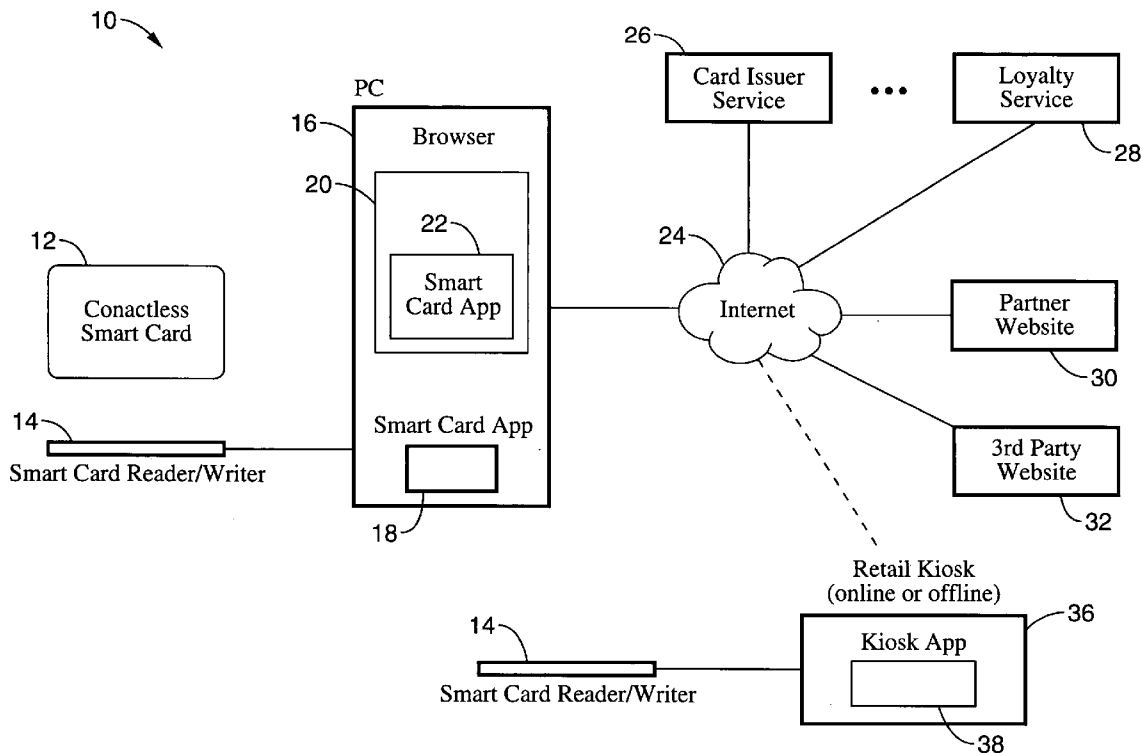 10
PC
16
Browser
20
22
Smart
Card App
Smart Card App
18
12
Conactless
Smart Card
14
Smart Card Reader/Writer
26
Card Issuer
Service
Loyalty
Service
28
24
Internet
Partner
Website
30
3rd Party
Website
32
Retail Kiosk
(online or offline)
36
Kiosk App
38
14
Smart Card Reader/Writer